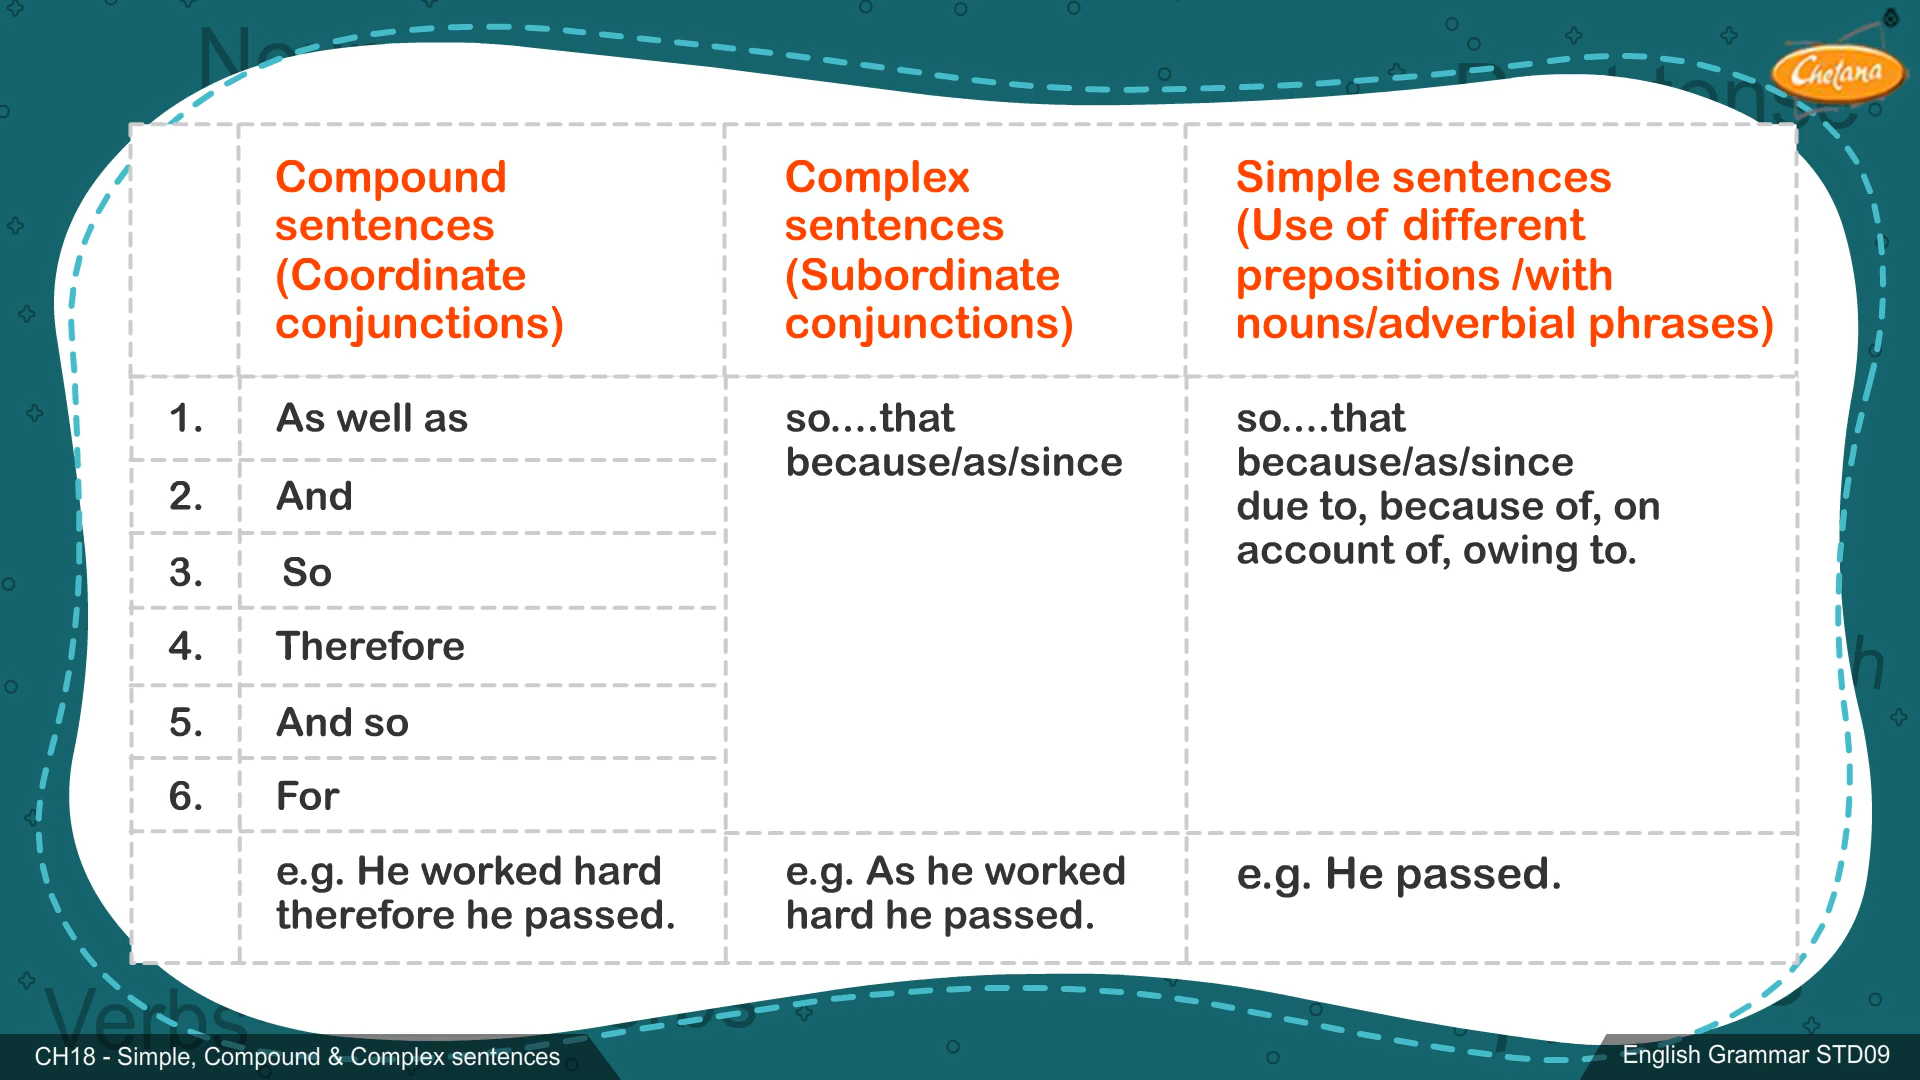 Chetana
Compound
sentences
(Coordinate
conjunctions)
Complex
sentences
(Subordinate
conjunctions)
Simple sentences
(Use of different
prepositions /with
nouns/adverbial phrases)
1. As well as
2. And
3. So
4. Therefore
5. And so
6. For
so....that
because/as/since
so....that
because/as/since
due to, because of, on
account of, owing to.
e.g. He worked hard
therefore he passed.
e.g. As he worked
hard he passed.
e.g. He passed.
Verbs
CH18 - Simple, Compound & Complex sentences
English Grammar STD09